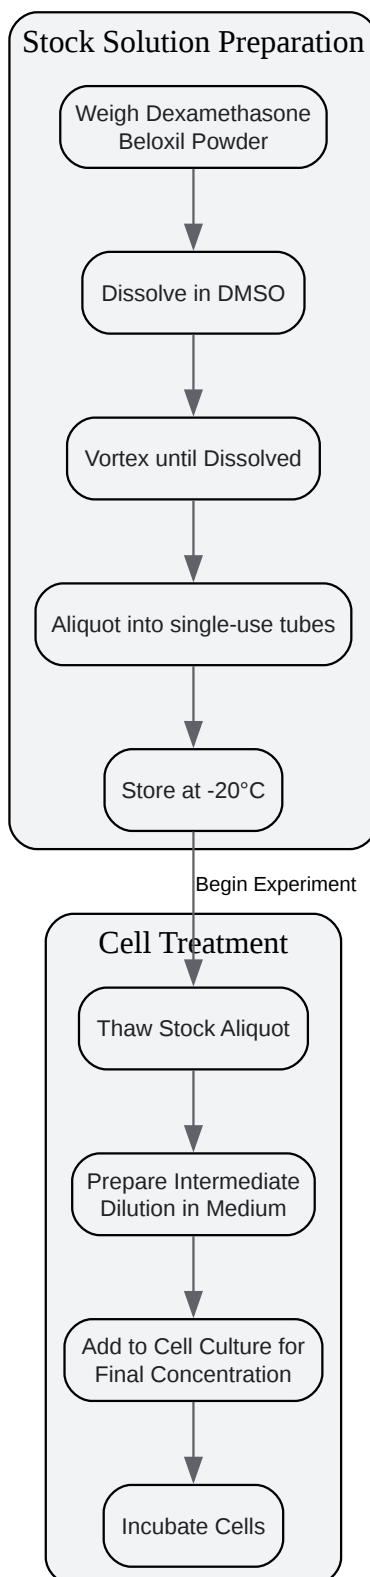 Stock Solution Preparation
Weigh Dexamethasone
Beloxil Powder
Dissolve in DMSO
Vortex until Dissolved
Aliquot into single-use tubes
Store at -20°C
Begin Experiment
Cell Treatment
Thaw Stock Aliquot
Prepare Intermediate
Dilution in Medium
Add to Cell Culture for
Final Concentration
Incubate Cells